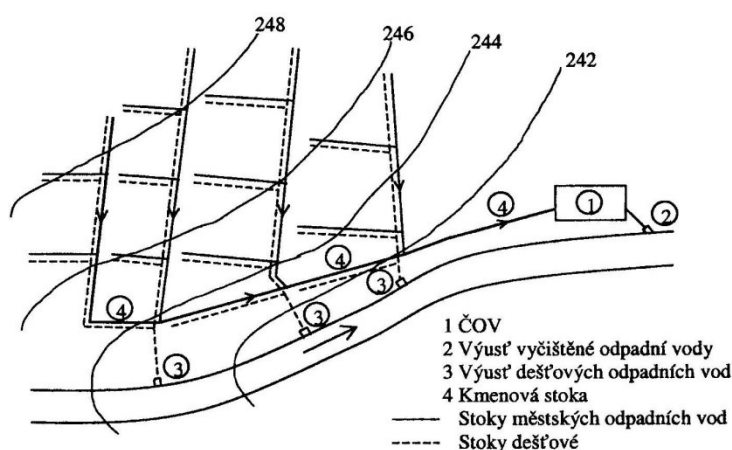 248
246
244
242
4
1
2
4
4
3
3
3
1 ČOV
2 Výusť vyčištěné odpadní vody
3 Výusť dešťových odpadních vod
4 Kmenová stoka
Stoky městských odpadních vod
Stoky dešťové